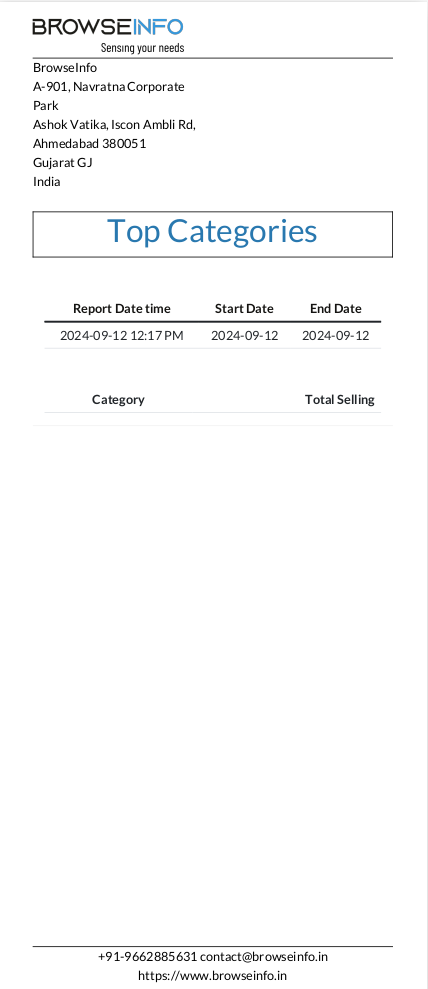 BROWSEINFO
Sensing your needs
BrowseInfo
A-901, Navratna Corporate
Park
Ashok Vatika, Iscon Ambli Rd,
Ahmedabad 380051
Gujarat GJ
India
Top Categories
Report Date time Start Date End Date
2024-09-12 12:17 PM 2024-09-12 2024-09-12
Category Total Selling
+91-9662885631 contact@browseinfo.in
https://www.browseinfo.in